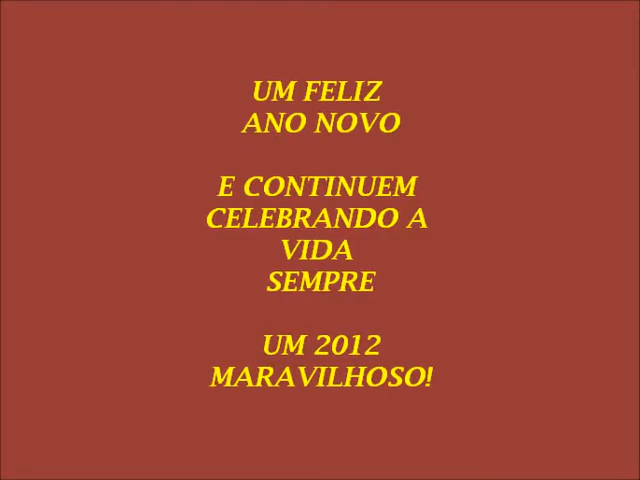 UM FELIZ
ANO NOVO
E CONTINUEM
CELEBRANDO A
VIDA
SEMPRE
UM 2012
MARAVILHOSO!